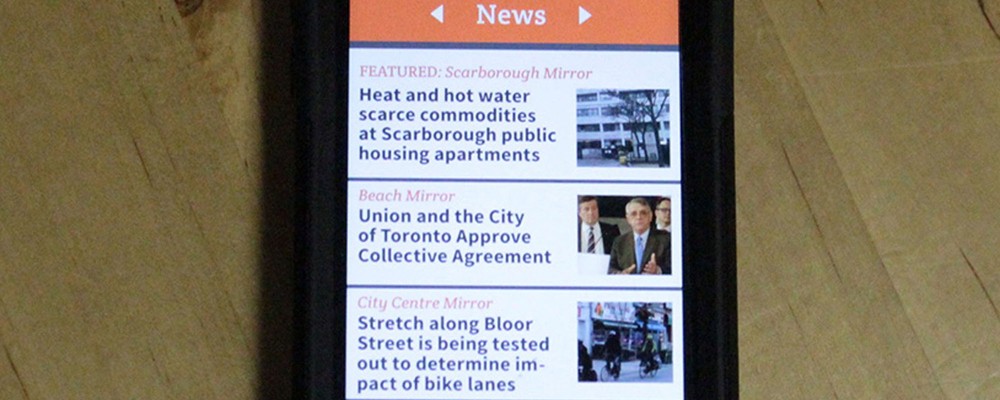 News
FEATURED: Scarborough Mirror
Heat and hot water
scarce commodities
at Scarborough public
housing apartments
Beach Mirror
Union and the City
of Toronto Approve
Collective Agreement
City Centre Mirror
Stretch along Bloor
Street is being tested
out to determine im-
pact of bike lanes